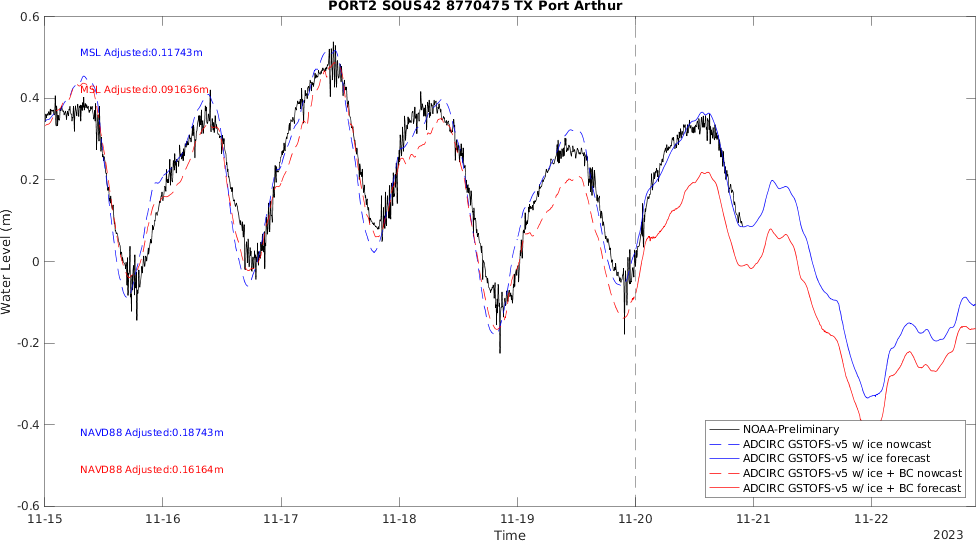 PORT2 SOUS42 8770475 TX Port Arthur
0.6
MSL Adjusted:0.11743m
MSL Adjusted:0.091636m
0.4
0.2
0
-0.2
-0.4
-0.6
Water Level (m)
NAVD88 Adjusted:0.18743m
NAVD88 Adjusted:0.16164m
NOAA-Preliminary
ADCIRC GSTOFS-v5 w/ ice nowcast
ADCIRC GSTOFS-v5 w/ ice forecast
ADCIRC GSTOFS-v5 w/ ice + BC nowcast
ADCIRC GSTOFS-v5 w/ ice + BC forecast
11-15 11-16 11-17 11-18 11-19 11-20 11-21 11-22
Time
2023